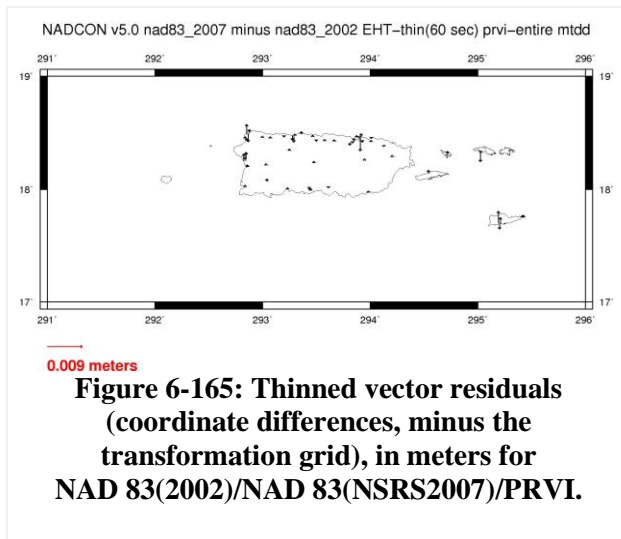 NADCON v5.0 nad83_2007 minus nad83_2002 EHT-thin(60 sec) prvi-entire mtdd
291˚ 292˚ 293˚ 294˚ 295˚ 296˚
19˚ 19˚
18˚ 18˚
17˚ 17˚
291˚ 292˚ 293˚ 294˚ 295˚ 296˚
0.009 meters
Figure 6-165: Thinned vector residuals
(coordinate differences, minus the
transformation grid), in meters for
NAD 83(2002)/NAD 83(NSRS2007)/PRVI.